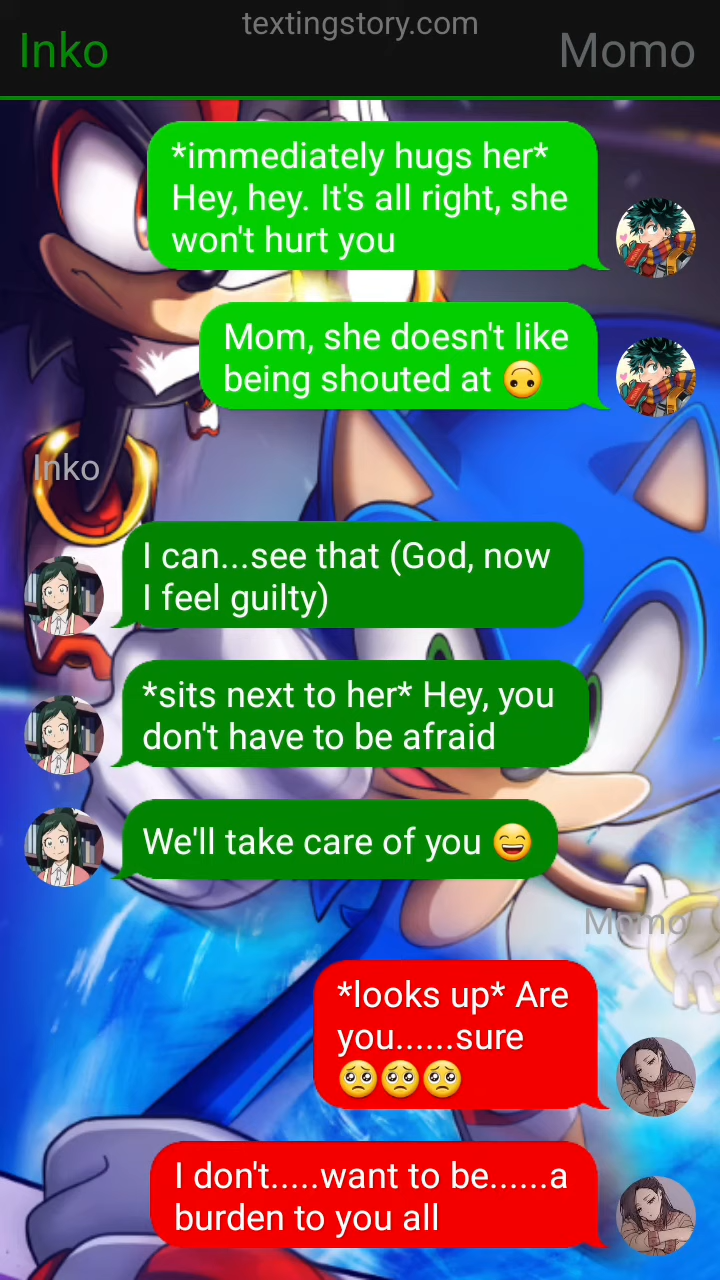 textingstory.com
Inko
Momo
*immediately hugs her*
Hey, hey. It's all right, she
won't hurt you
Mom, she doesn't like
being shouted at 🙃
Inko
I can...see that (God, now
I feel guilty)
*sits next to her* Hey, you
don't have to be afraid
We'll take care of you 😄
Momo
*looks up* Are
you......sure
🥺🥺🥺
I don't.....want to be......a
burden to you all